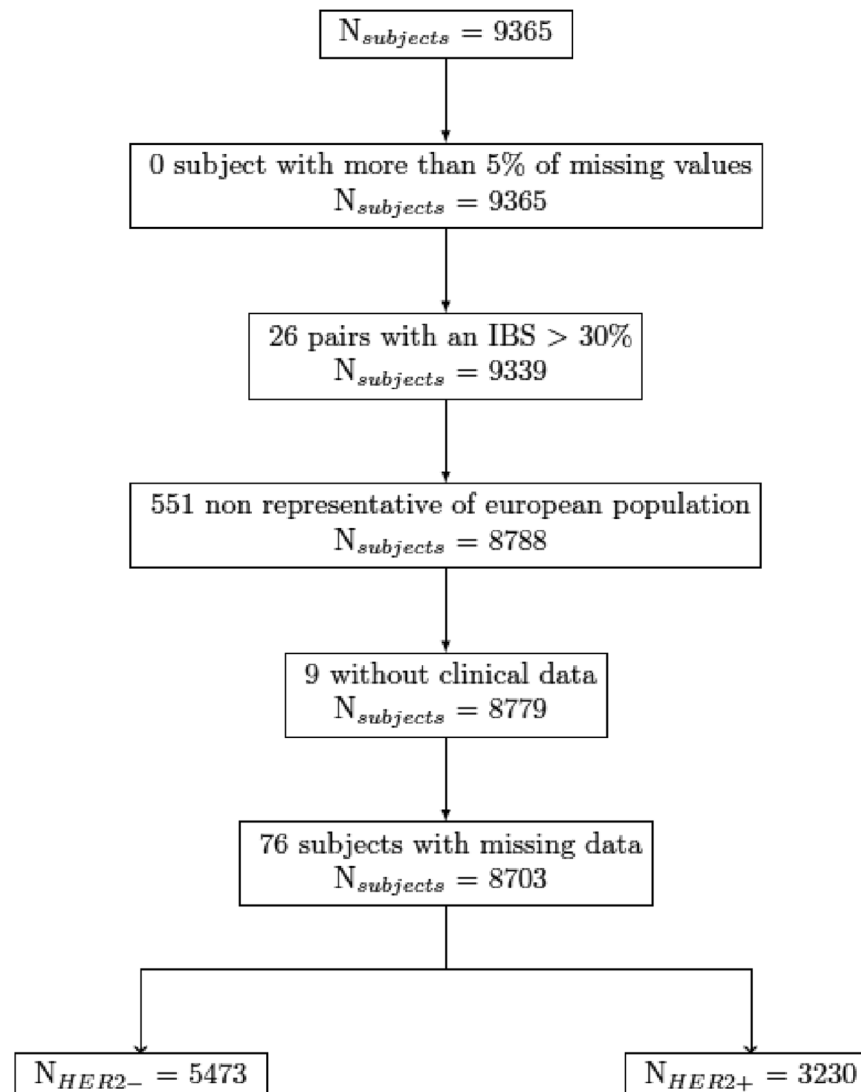 N_subjects = 9365
0 subject with more than 5% of missing values
N_subjects = 9365
26 pairs with an IBS > 30%
N_subjects = 9339
551 non representative of european population
N_subjects = 8788
9 without clinical data
N_subjects = 8779
76 subjects with missing data
N_subjects = 8703
N_HER2− = 5473
N_HER2+ = 3230